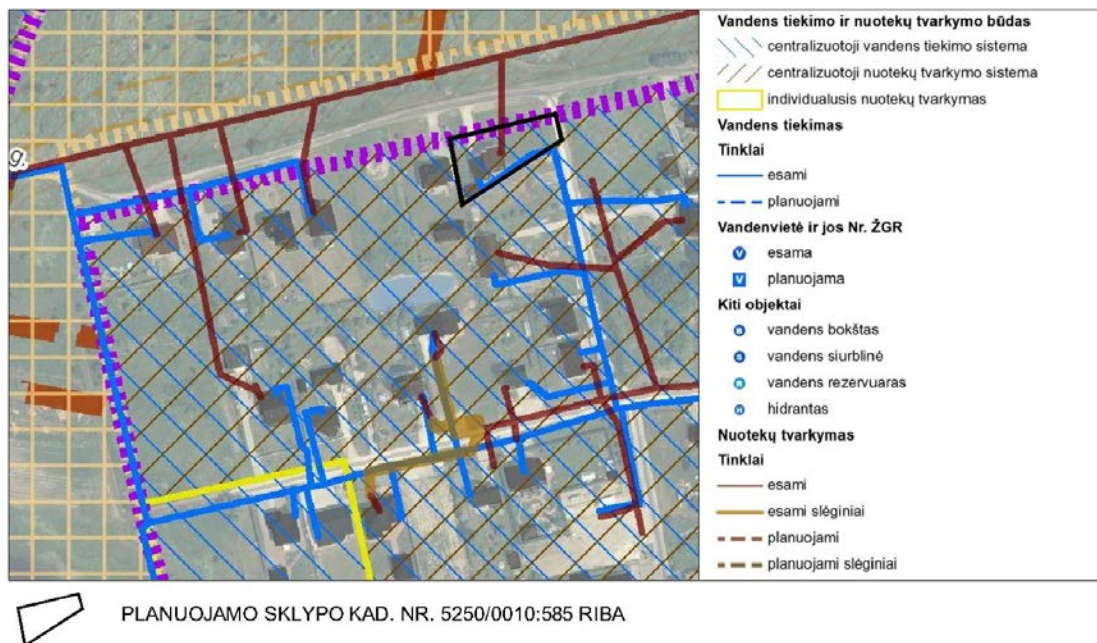 g.
Vandens tiekimo ir nuotekų tvarkymo būdas
centralizuotoji vandens tiekimo sistema
centralizuotoji nuotekų tvarkymo sistema
individualusis nuotekų tvarkymas
Vandens tiekimas
Tinklai
esami
planuojami
Vandenvietė ir jos Nr. ŽGR
V esama
V planuojama
Kiti objektai
B vandens bokštas
S vandens siurblinė
R vandens rezervuaras
H hidrantas
Nuotekų tvarkymas
Tinklai
esami
esami slėginiai
planuojami
planuojami slėginiai
PLANUOJAMO SKLYPO KAD. NR. 5250/0010:585 RIBA